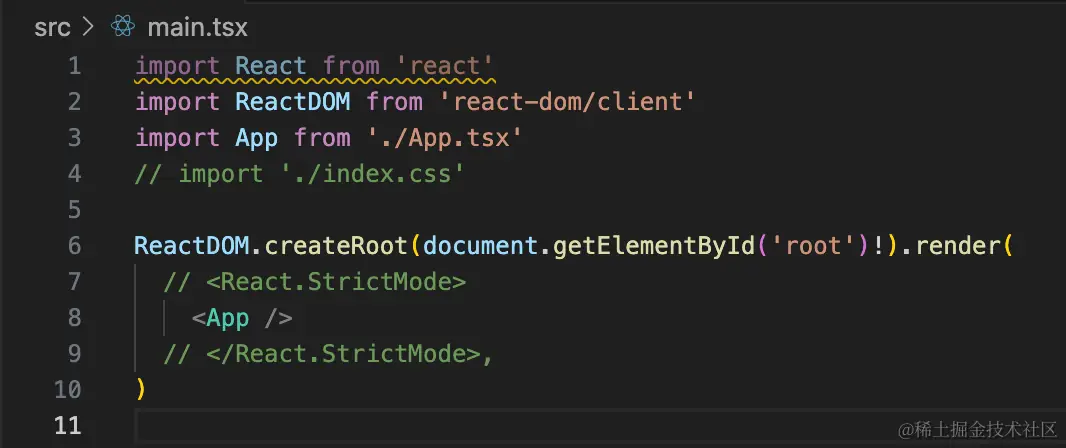 src > main.tsx
1 import React from 'react'
2 import ReactDOM from 'react-dom/client'
3 import App from './App.tsx'
4 // import './index.css'
5
6 ReactDOM.createRoot(document.getElementById('root')!).render(
7   // <React.StrictMode>
8     <App />
9   // </React.StrictMode>,
10 )
11
@稀土掘金技术社区